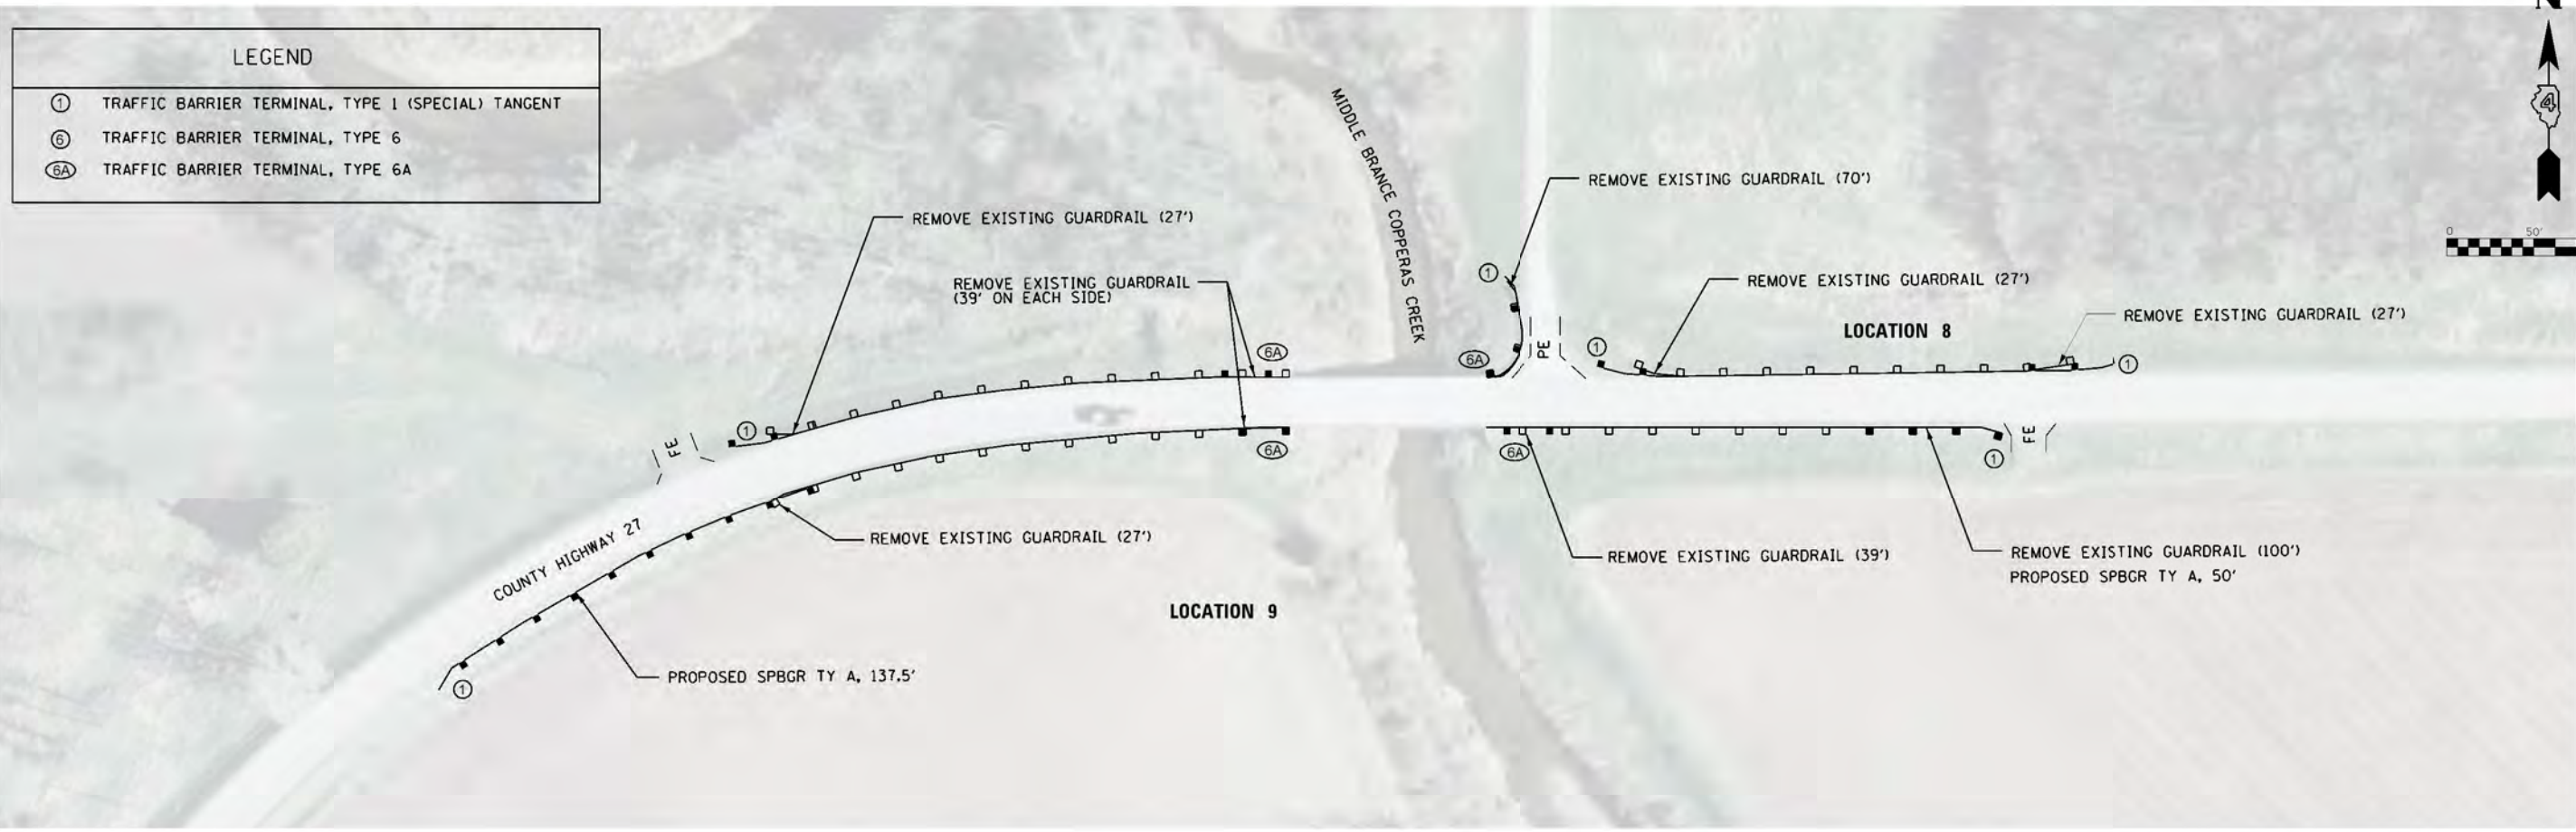 LEGEND
① TRAFFIC BARRIER TERMINAL, TYPE 1 (SPECIAL) TANGENT
⑥ TRAFFIC BARRIER TERMINAL, TYPE 6
6A TRAFFIC BARRIER TERMINAL, TYPE 6A
N
4
0 50'
MIDDLE BRANCE COPPERAS CREEK
REMOVE EXISTING GUARDRAIL (70')
REMOVE EXISTING GUARDRAIL (27')
REMOVE EXISTING GUARDRAIL
(39' ON EACH SIDE)
①
REMOVE EXISTING GUARDRAIL (27')
REMOVE EXISTING GUARDRAIL (27')
LOCATION 8
6A
6A
PE
①
①
①
FE
6A
6A
FE
①
REMOVE EXISTING GUARDRAIL (27')
REMOVE EXISTING GUARDRAIL (39')
REMOVE EXISTING GUARDRAIL (100')
PROPOSED SPBGR TY A, 50'
COUNTY HIGHWAY 27
LOCATION 9
PROPOSED SPBGR TY A, 137.5'
①